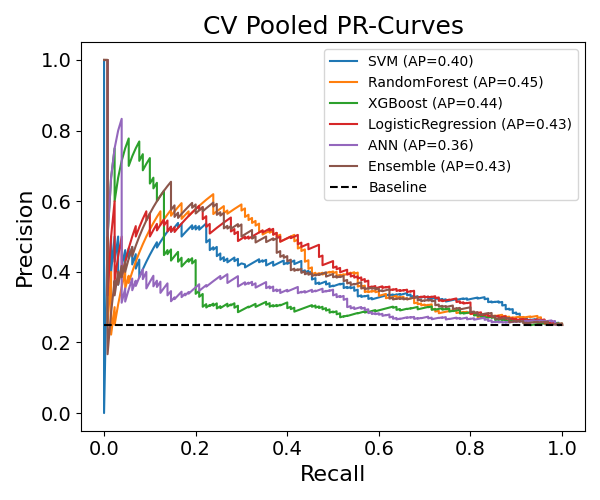 CV Pooled PR-Curves
SVM (AP=0.40)
RandomForest (AP=0.45)
XGBoost (AP=0.44)
LogisticRegression (AP=0.43)
ANN (AP=0.36)
Ensemble (AP=0.43)
Baseline
Precision
1.0
0.8
0.6
0.4
0.2
0.0
0.0 0.2 0.4 0.6 0.8 1.0
Recall